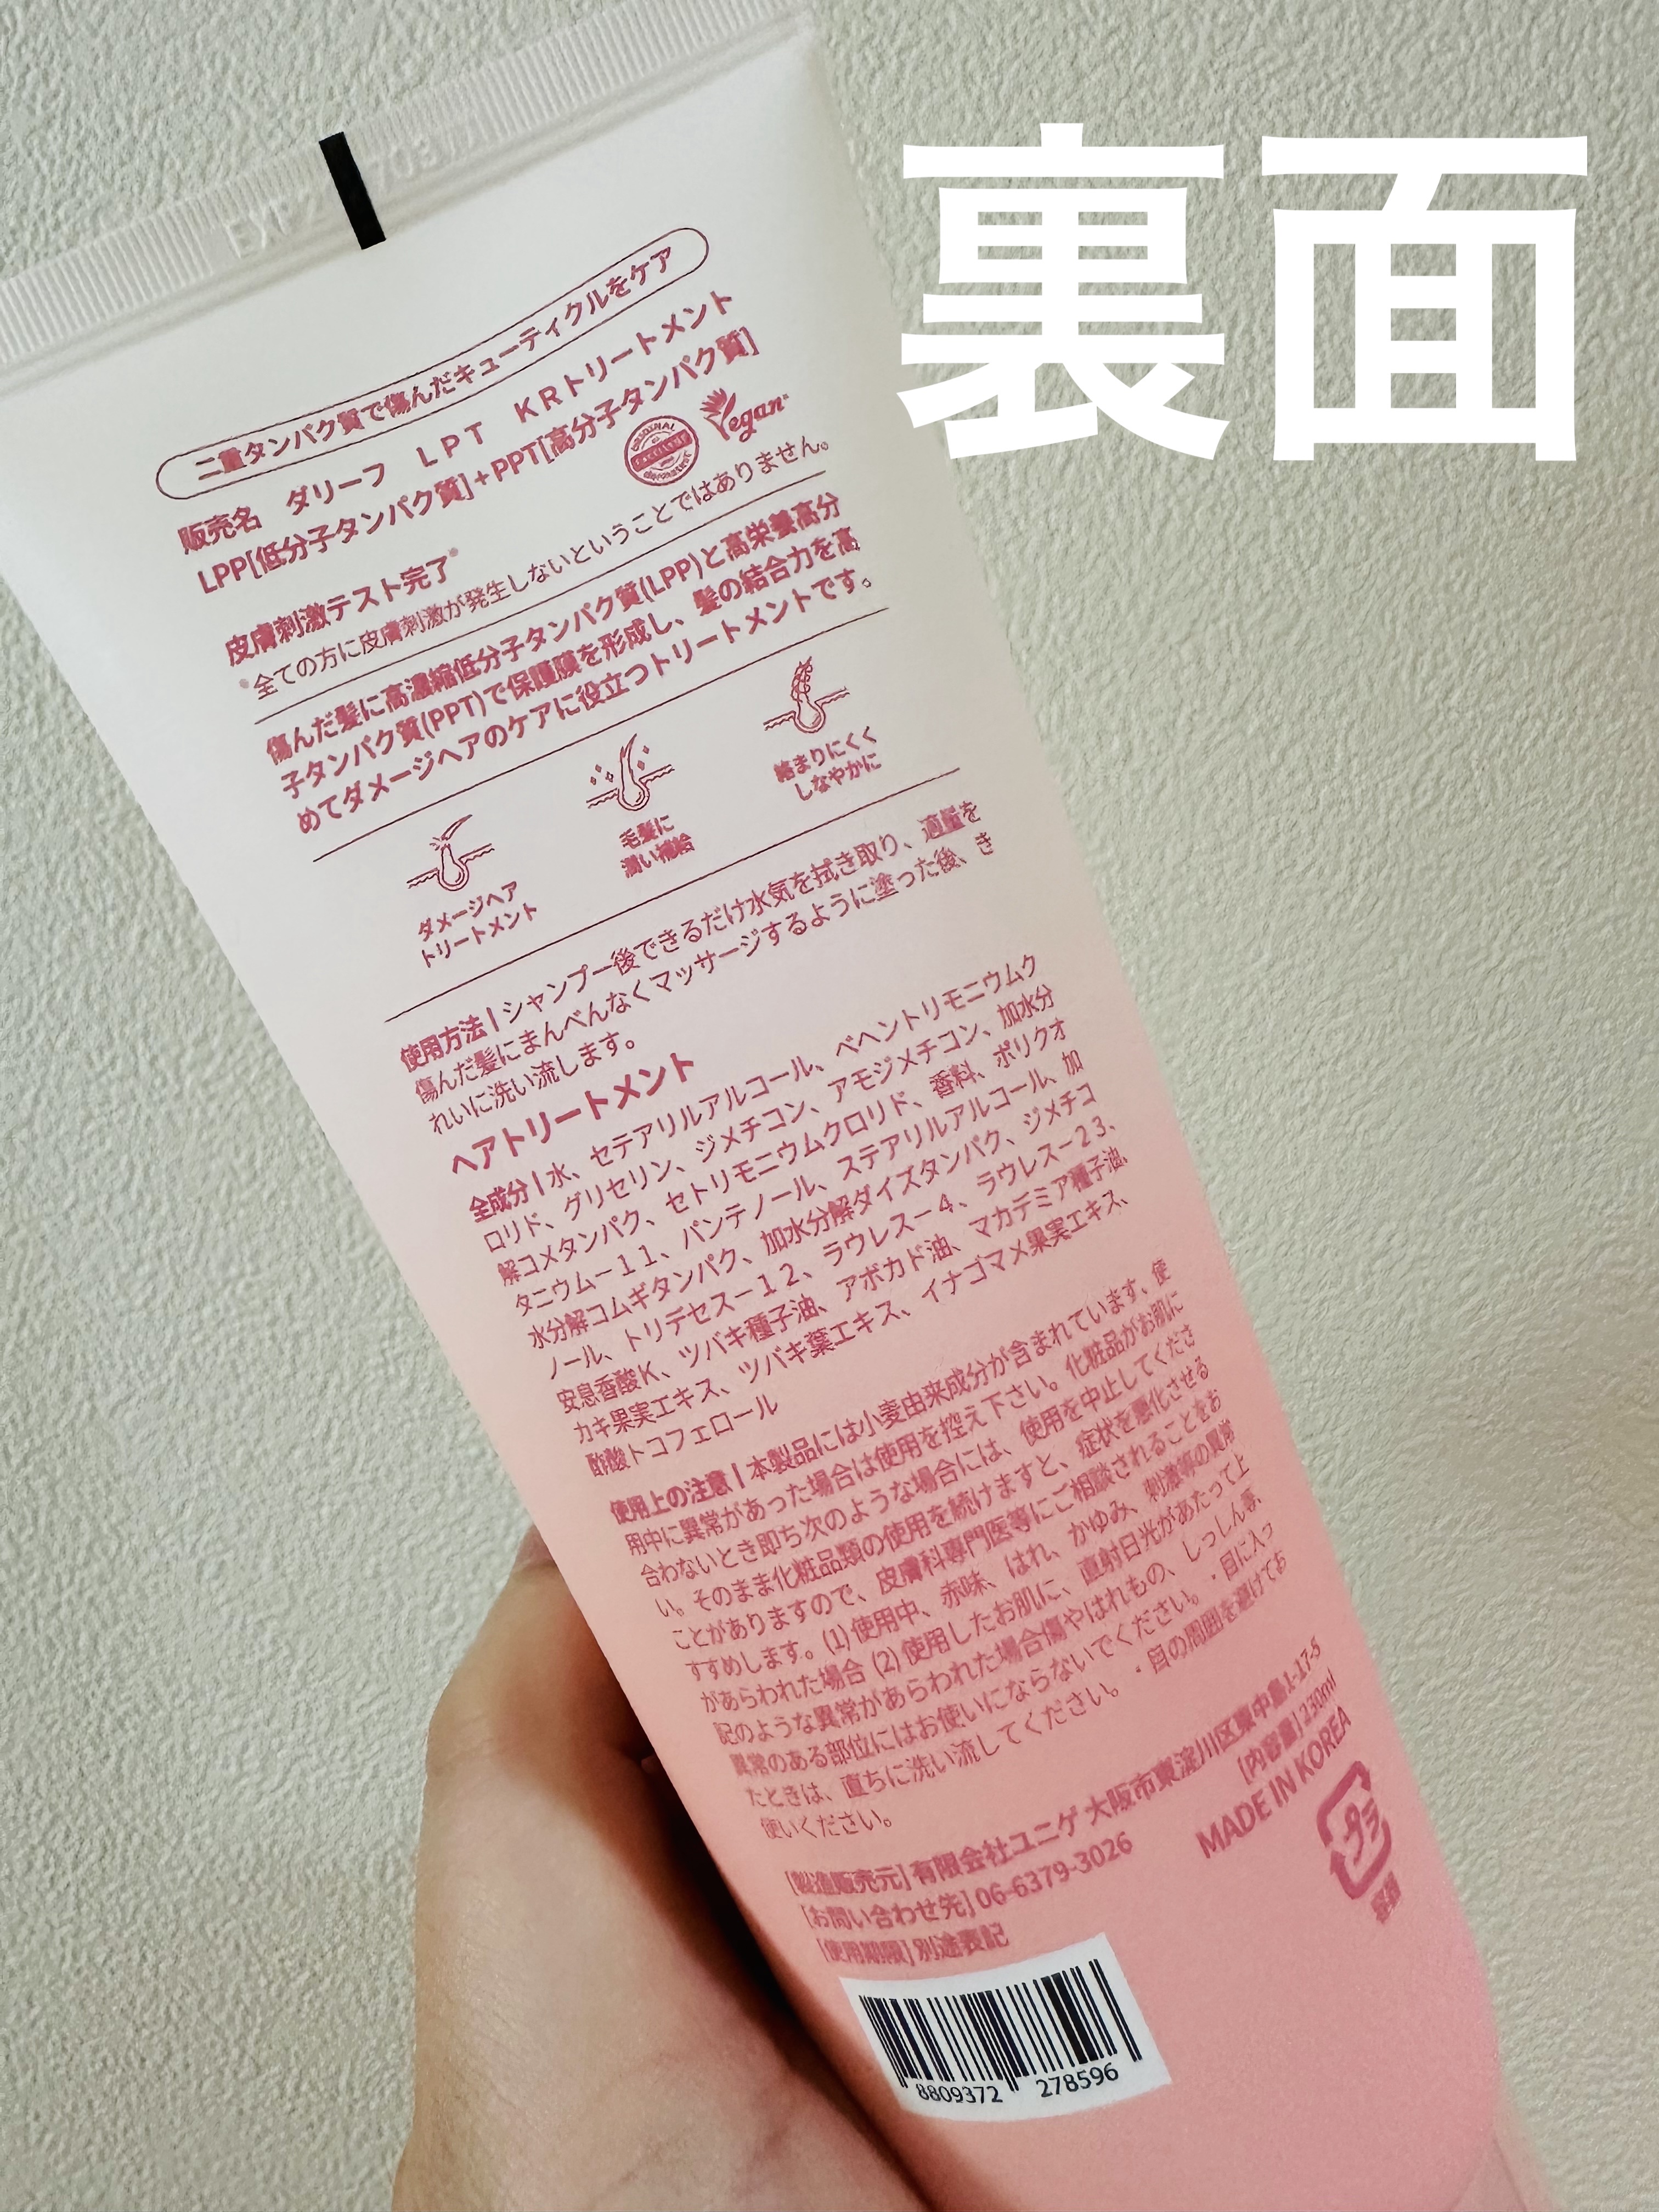 裏面
二重タンパク質で傷んだキューティクルをケア
販売名 ダリーフ LPT KRトリートメント
LPP[低分子タンパク質]+PPT[高分子タンパク質]
Vegan
皮膚刺激テスト完了*
*全ての方に皮膚刺激が発生しないということではありません。
傷んだ髪に高濃縮低分子タンパク質(LPP)と高栄養高分
子タンパク質(PPT)で保護膜を形成し、髪の結合力を高
めてダメージヘアのケアに役立つトリートメントです。
ダメージヘア
トリートメント
毛髪に
潤い補給
絡まりにくく
しなやかに
使用方法 | シャンプー後できるだけ水気を拭き取り、適量を
傷んだ髪にまんべんなくマッサージするように塗った後、き
れいに洗い流します。
ヘアトリートメント
全成分 | 水、セテアリルアルコール、ベヘントリモニウムク
ロリド、グリセリン、ジメチコン、アモジメチコン、加水分
解コメタンパク、セトリモニウムクロリド、香料、ポリクオ
タニウムー11、パンテノール、ステアリルアルコール、加
水分解コムギタンパク、加水分解ダイズタンパク、ジメチコ
ノール、トリデセスー12、ラウレスー4、ラウレスー23、
安息香酸K、ツバキ種子油、アボカド油、マカデミア種子油、
カキ果実エキス、ツバキ葉エキス、イナゴマメ果実エキス、
酢酸トコフェロール
使用上の注意 | 本製品には小麦由来成分が含まれています、使
用中に異常があった場合は使用を控え下さい。化粧品がお肌に
合わないとき即ち次のような場合には、使用を中止してくださ
い。そのまま化粧品類の使用を続けますと、症状を悪化させる
ことがありますので、皮膚科専門医等にご相談されることをお
すすめします。(1) 使用中、赤味、はれ、かゆみ、刺激等の異常
があらわれた場合 (2) 使用したお肌に、直射日光があたって上
記のような異常があらわれた場合傷やはれもの、しっしん等、
異常のある部位にはお使いにならないでください。・目に入っ
たときは、直ちに洗い流してください。・目の周囲を避けてお
使いください。
[製造販売元] 有限会社ユニゲ 大阪市東淀川区東中島1-17-5
[お問い合わせ先] 06-6379-3026
[内容量] 230ml
[使用期限] 別途表記
MADE IN KOREA
プラ
8809372 278596